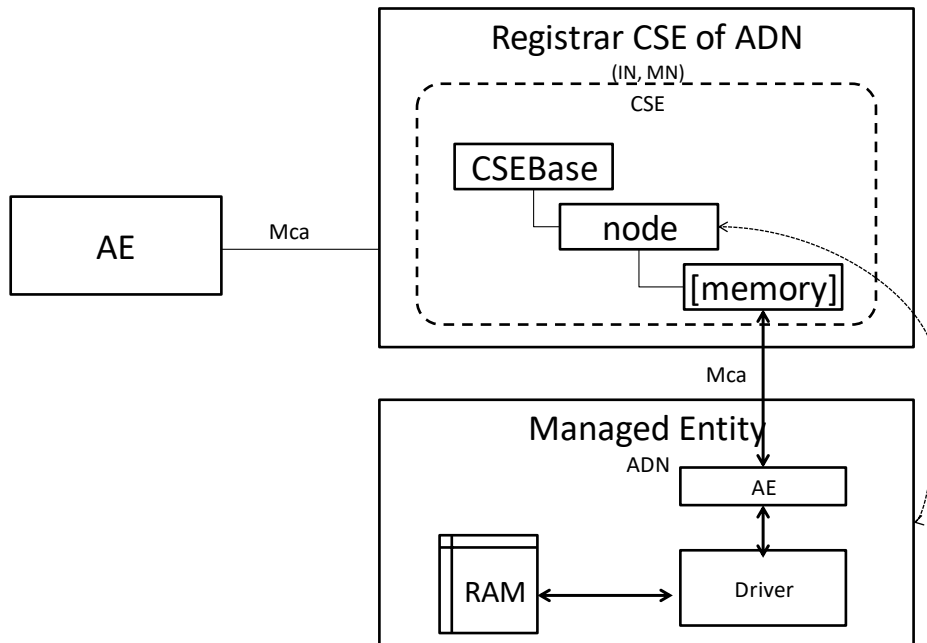 Registrar CSE of ADN
(IN, MN)
CSE
CSEBase
node
[memory]
AE
Mca
Mca
Managed Entity
ADN
AE
RAM
Driver